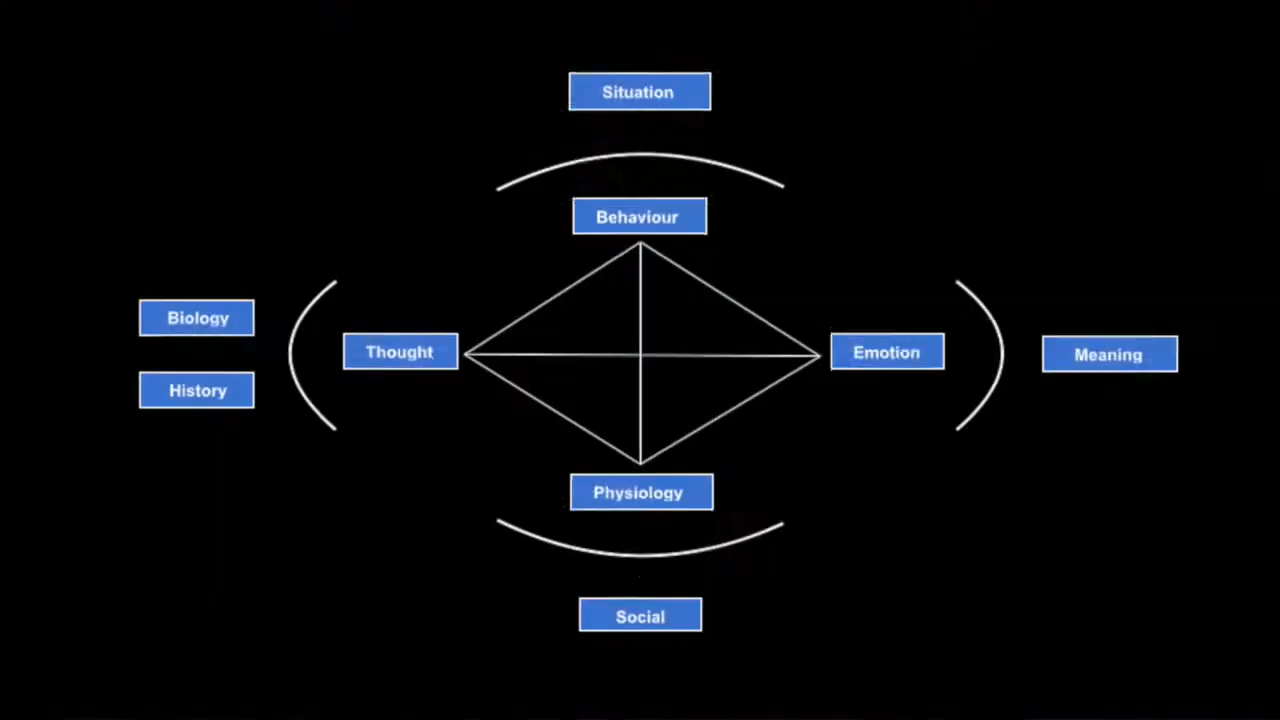 Situation
Behaviour
Biology
History
Thought
Emotion
Meaning
Physiology
Social